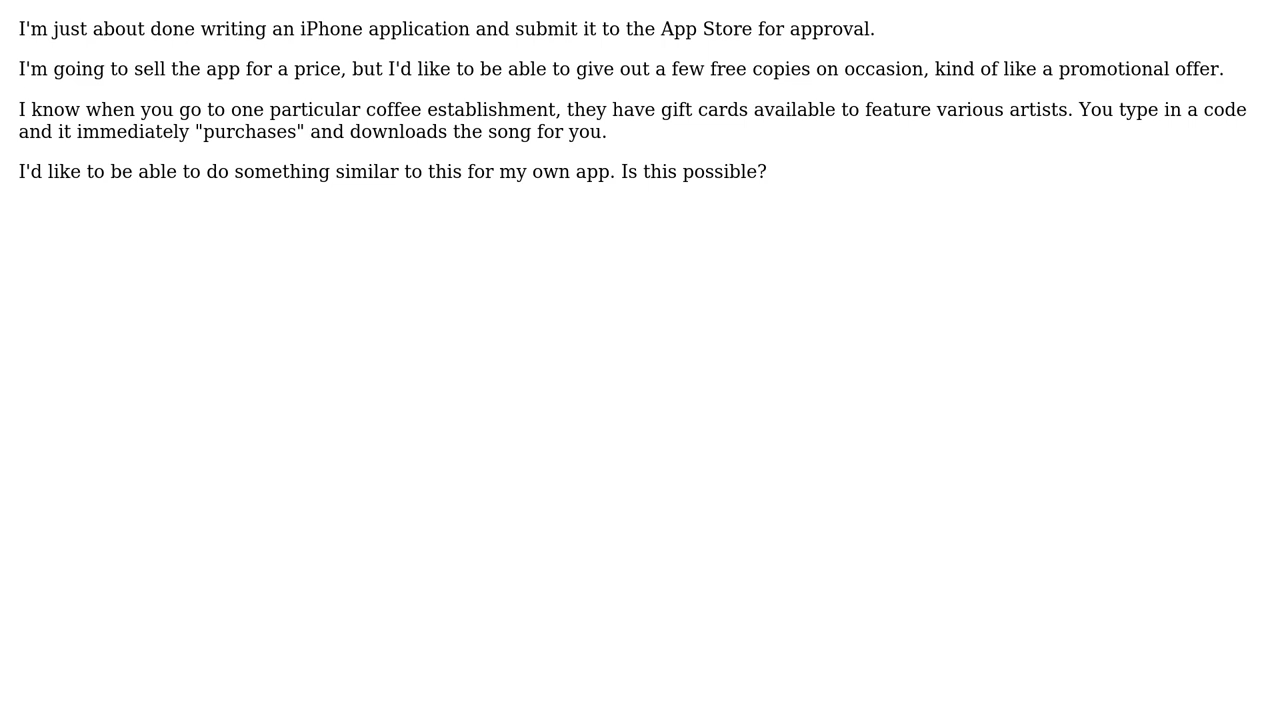 I'm just about done writing an iPhone application and submit it to the App Store for approval.
I'm going to sell the app for a price, but I'd like to be able to give out a few free copies on occasion, kind of like a promotional offer.
I know when you go to one particular coffee establishment, they have gift cards available to feature various artists. You type in a code
and it immediately "purchases" and downloads the song for you.
I'd like to be able to do something similar to this for my own app. Is this possible?